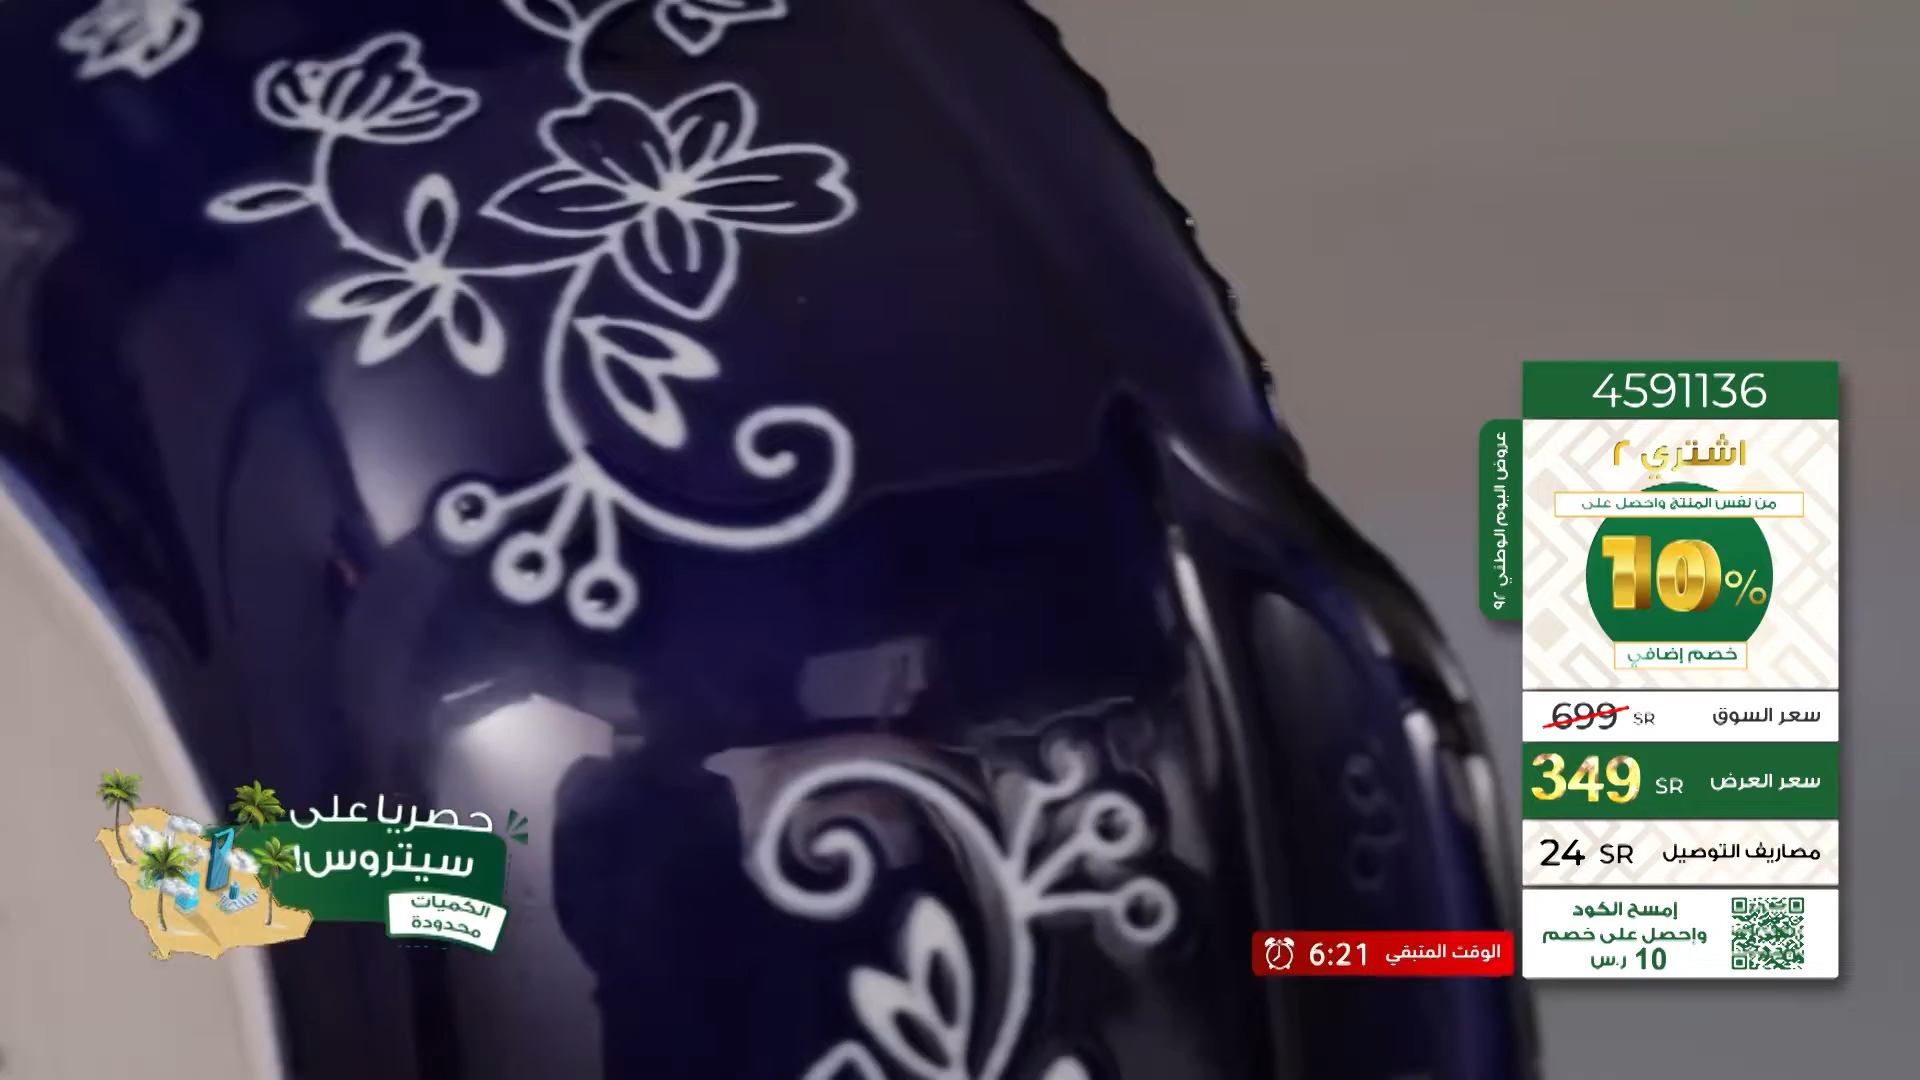 4591136
عروض اليوم الوطني ٩٢
اشتري ٢
من نفس المنتج واحصل على
10%
خصم إضافي
سعر السوق 699 SR
سعر العرض 349 SR
مصاريف التوصيل 24 SR
إمسح الكود
وإحصل على خصم
10 ر.س
الوقت المتبقي 6:21
حصريا على
سيتروس!
الكميات
محدودة